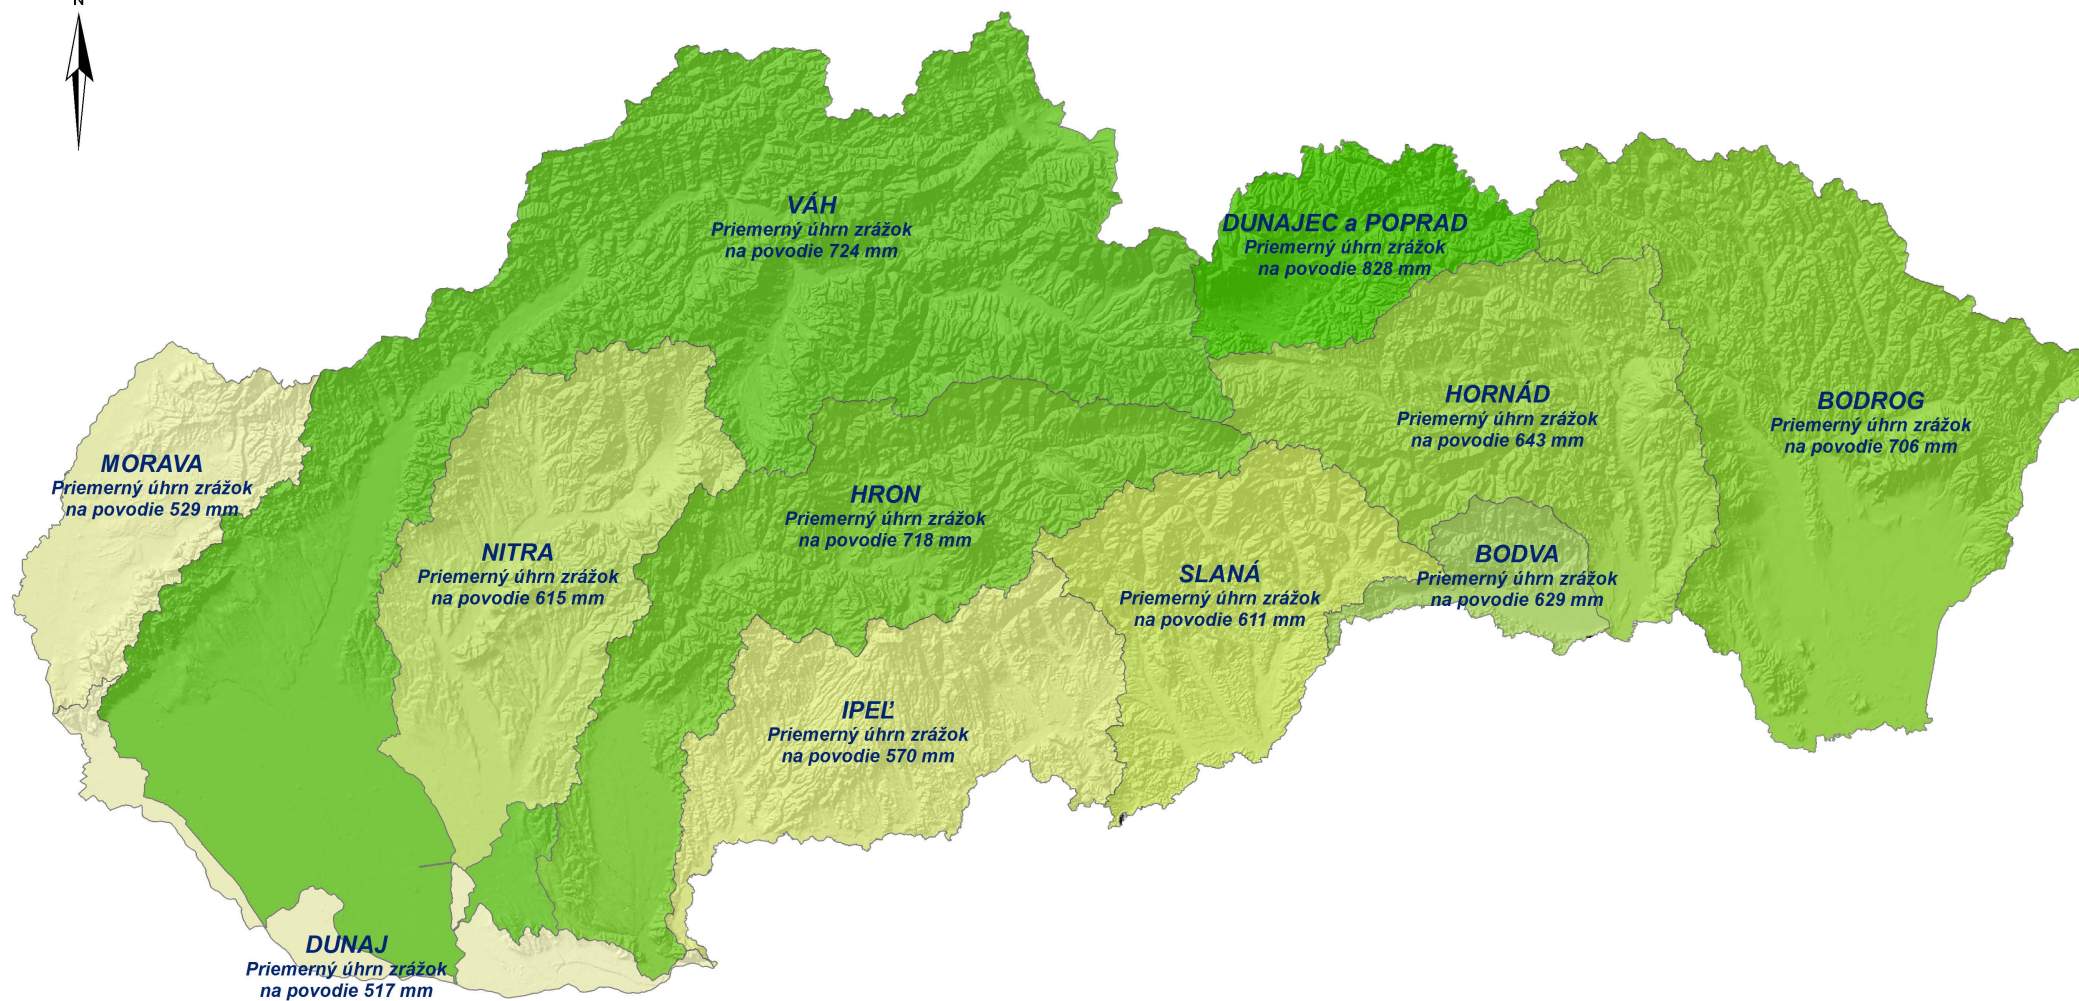 N
VÁH
Priemerný úhrn zrážok
na povodie 724 mm
DUNAJEC a POPRAD
Priemerný úhrn zrážok
na povodie 828 mm
HORNÁD
Priemerný úhrn zrážok
na povodie 643 mm
BODROG
Priemerný úhrn zrážok
na povodie 706 mm
MORAVA
Priemerný úhrn zrážok
na povodie 529 mm
HRON
Priemerný úhrn zrážok
na povodie 718 mm
NITRA
Priemerný úhrn zrážok
na povodie 615 mm
BODVA
Priemerný úhrn zrážok
na povodie 629 mm
SLANÁ
Priemerný úhrn zrážok
na povodie 611 mm
IPEĽ
Priemerný úhrn zrážok
na povodie 570 mm
DUNAJ
Priemerný úhrn zrážok
na povodie 517 mm